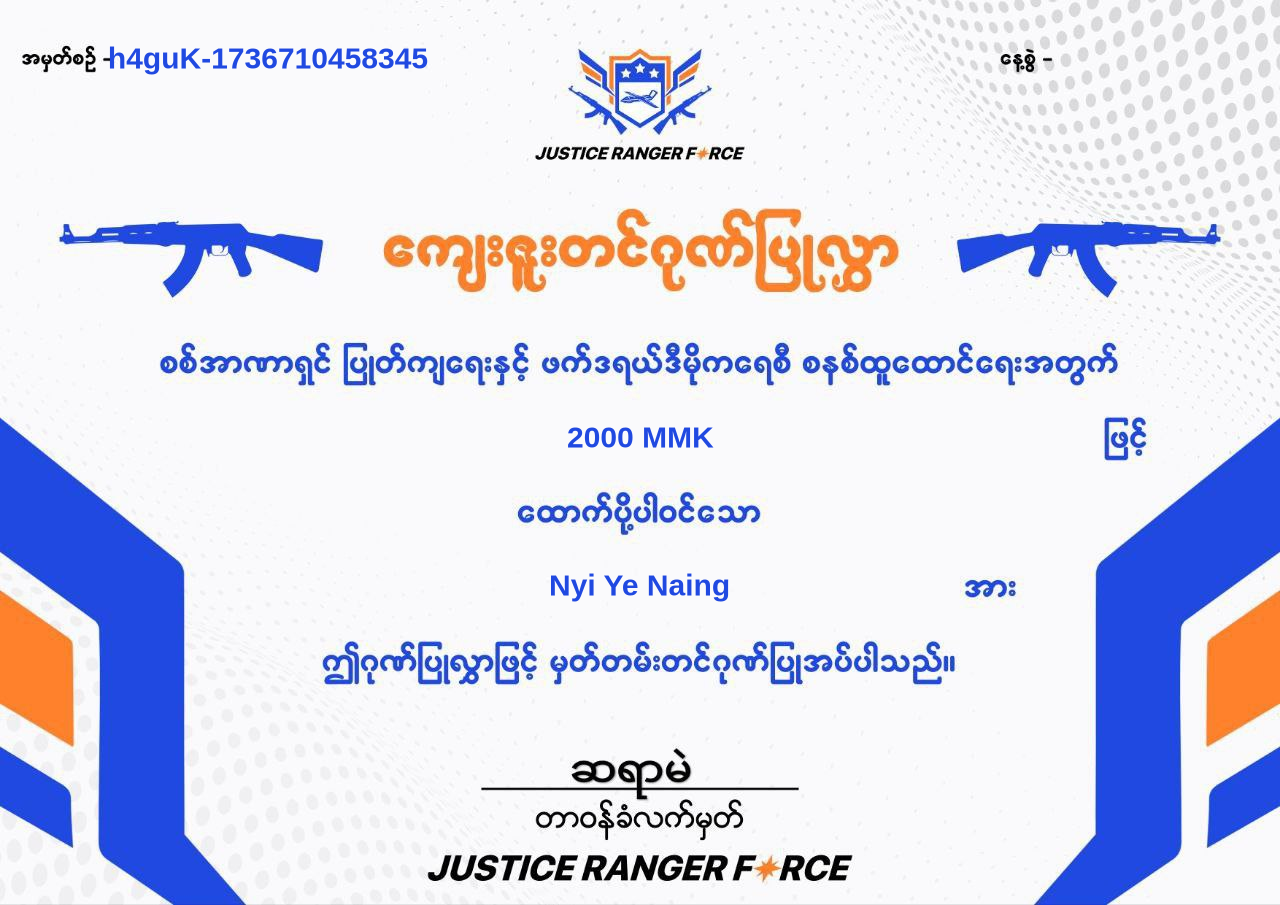 အမှတ်စဉ် -h4guK-1736710458345
နေ့စွဲ -
JUSTICE RANGER FORCE
ကျေးဇူးတင်ဂုဏ်ပြုလွှာ
စစ်အာဏာရှင် ပြုတ်ကျရေးနှင့် ဖက်ဒရယ်ဒီမိုကရေစီ စနစ်ထူထောင်ရေးအတွက်
2000 MMK ဖြင့်
ထောက်ပို့ပါဝင်သော
Nyi Ye Naing အား
ဤဂုဏ်ပြုလွှာဖြင့် မှတ်တမ်းတင်ဂုဏ်ပြုအပ်ပါသည်။
ဆရာမဲ
တာဝန်ခံလက်မှတ်
JUSTICE RANGER FORCE